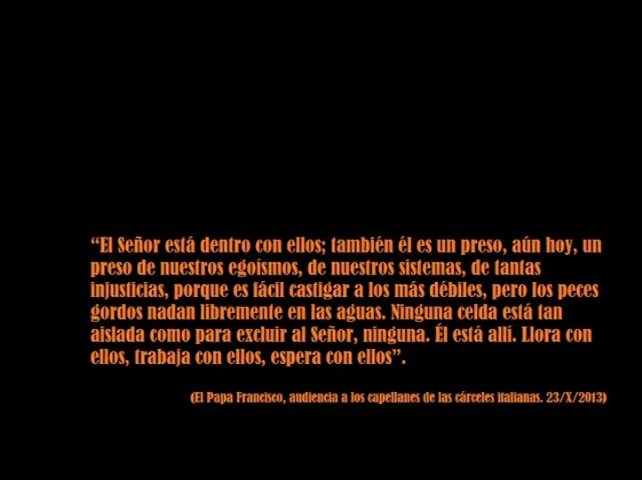 “El Señor está dentro con ellos; también él es un preso, aún hoy, un
preso de nuestros egoísmos, de nuestros sistemas, de tantas
injusticias, porque es fácil castigar a los más débiles, pero los peces
gordos nadan libremente en las aguas. Ninguna celda está tan
aislada como para excluir al Señor, ninguna. Él está allí. Llora con
ellos, trabaja con ellos, espera con ellos”.
(El Papa Francisco, audiencia a los capellanes de las cárceles italianas. 23/X/2013)